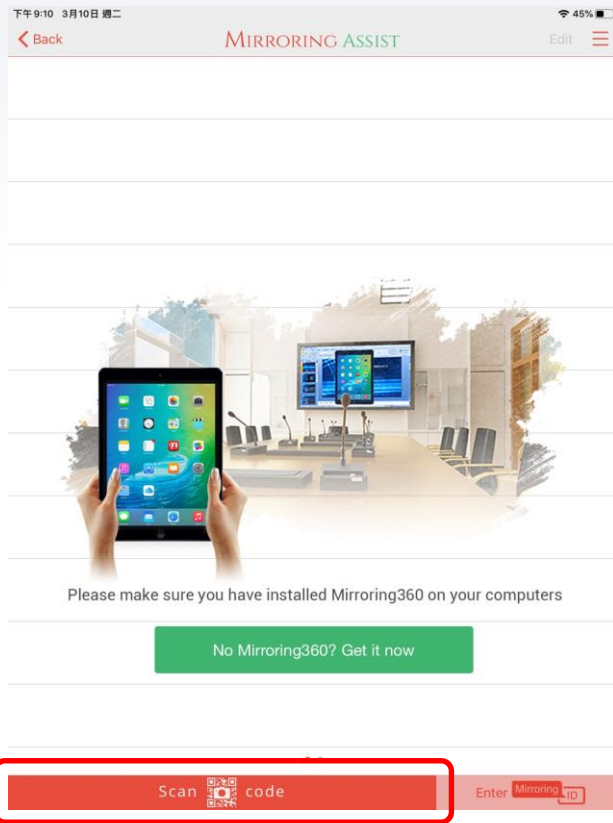 下午9:10 3月10日 週二 45%
Back MIRRORING ASSIST Edit
Please make sure you have installed Mirroring360 on your computers
No Mirroring360? Get it now
Scan code Enter Mirroring ID